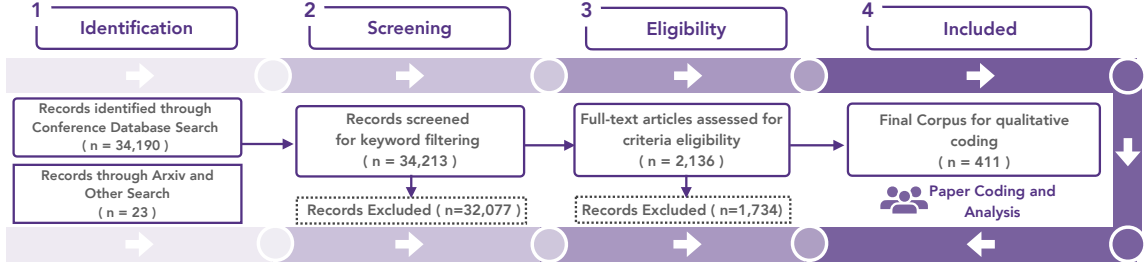 1
Identification
2
Screening
3
Eligibility
4
Included
Records identified through
Conference Database Search
( n = 34,190 )
Records through Arxiv and
Other Search
( n = 23 )
Records screened
for keyword filtering
( n = 34,213 )
Records Excluded ( n=32,077 )
Full-text articles assessed for
criteria eligibility
( n = 2,136 )
Records Excluded ( n=1,734)
Final Corpus for qualitative
coding
( n = 411 )
Paper Coding and
Analysis